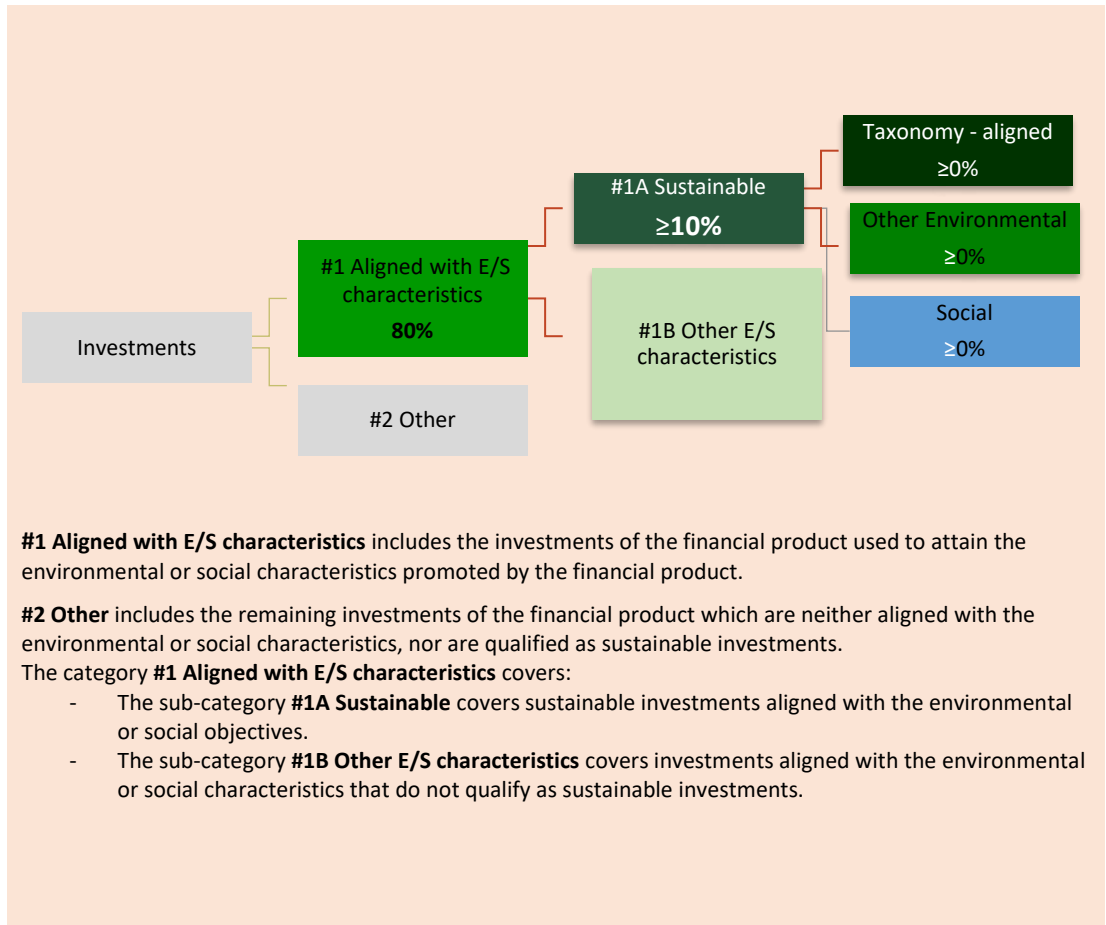 Taxonomy - aligned
≥0%
#1A Sustainable
≥10%
Other Environmental
≥0%
#1 Aligned with E/S
characteristics
80%
#1B Other E/S
characteristics
Social
≥0%
Investments
#2 Other
#1 Aligned with E/S characteristics includes the investments of the financial product used to attain the
environmental or social characteristics promoted by the financial product.
#2 Other includes the remaining investments of the financial product which are neither aligned with the
environmental or social characteristics, nor are qualified as sustainable investments.
The category #1 Aligned with E/S characteristics covers:
- The sub-category #1A Sustainable covers sustainable investments aligned with the environmental
or social objectives.
- The sub-category #1B Other E/S characteristics covers investments aligned with the environmental
or social characteristics that do not qualify as sustainable investments.